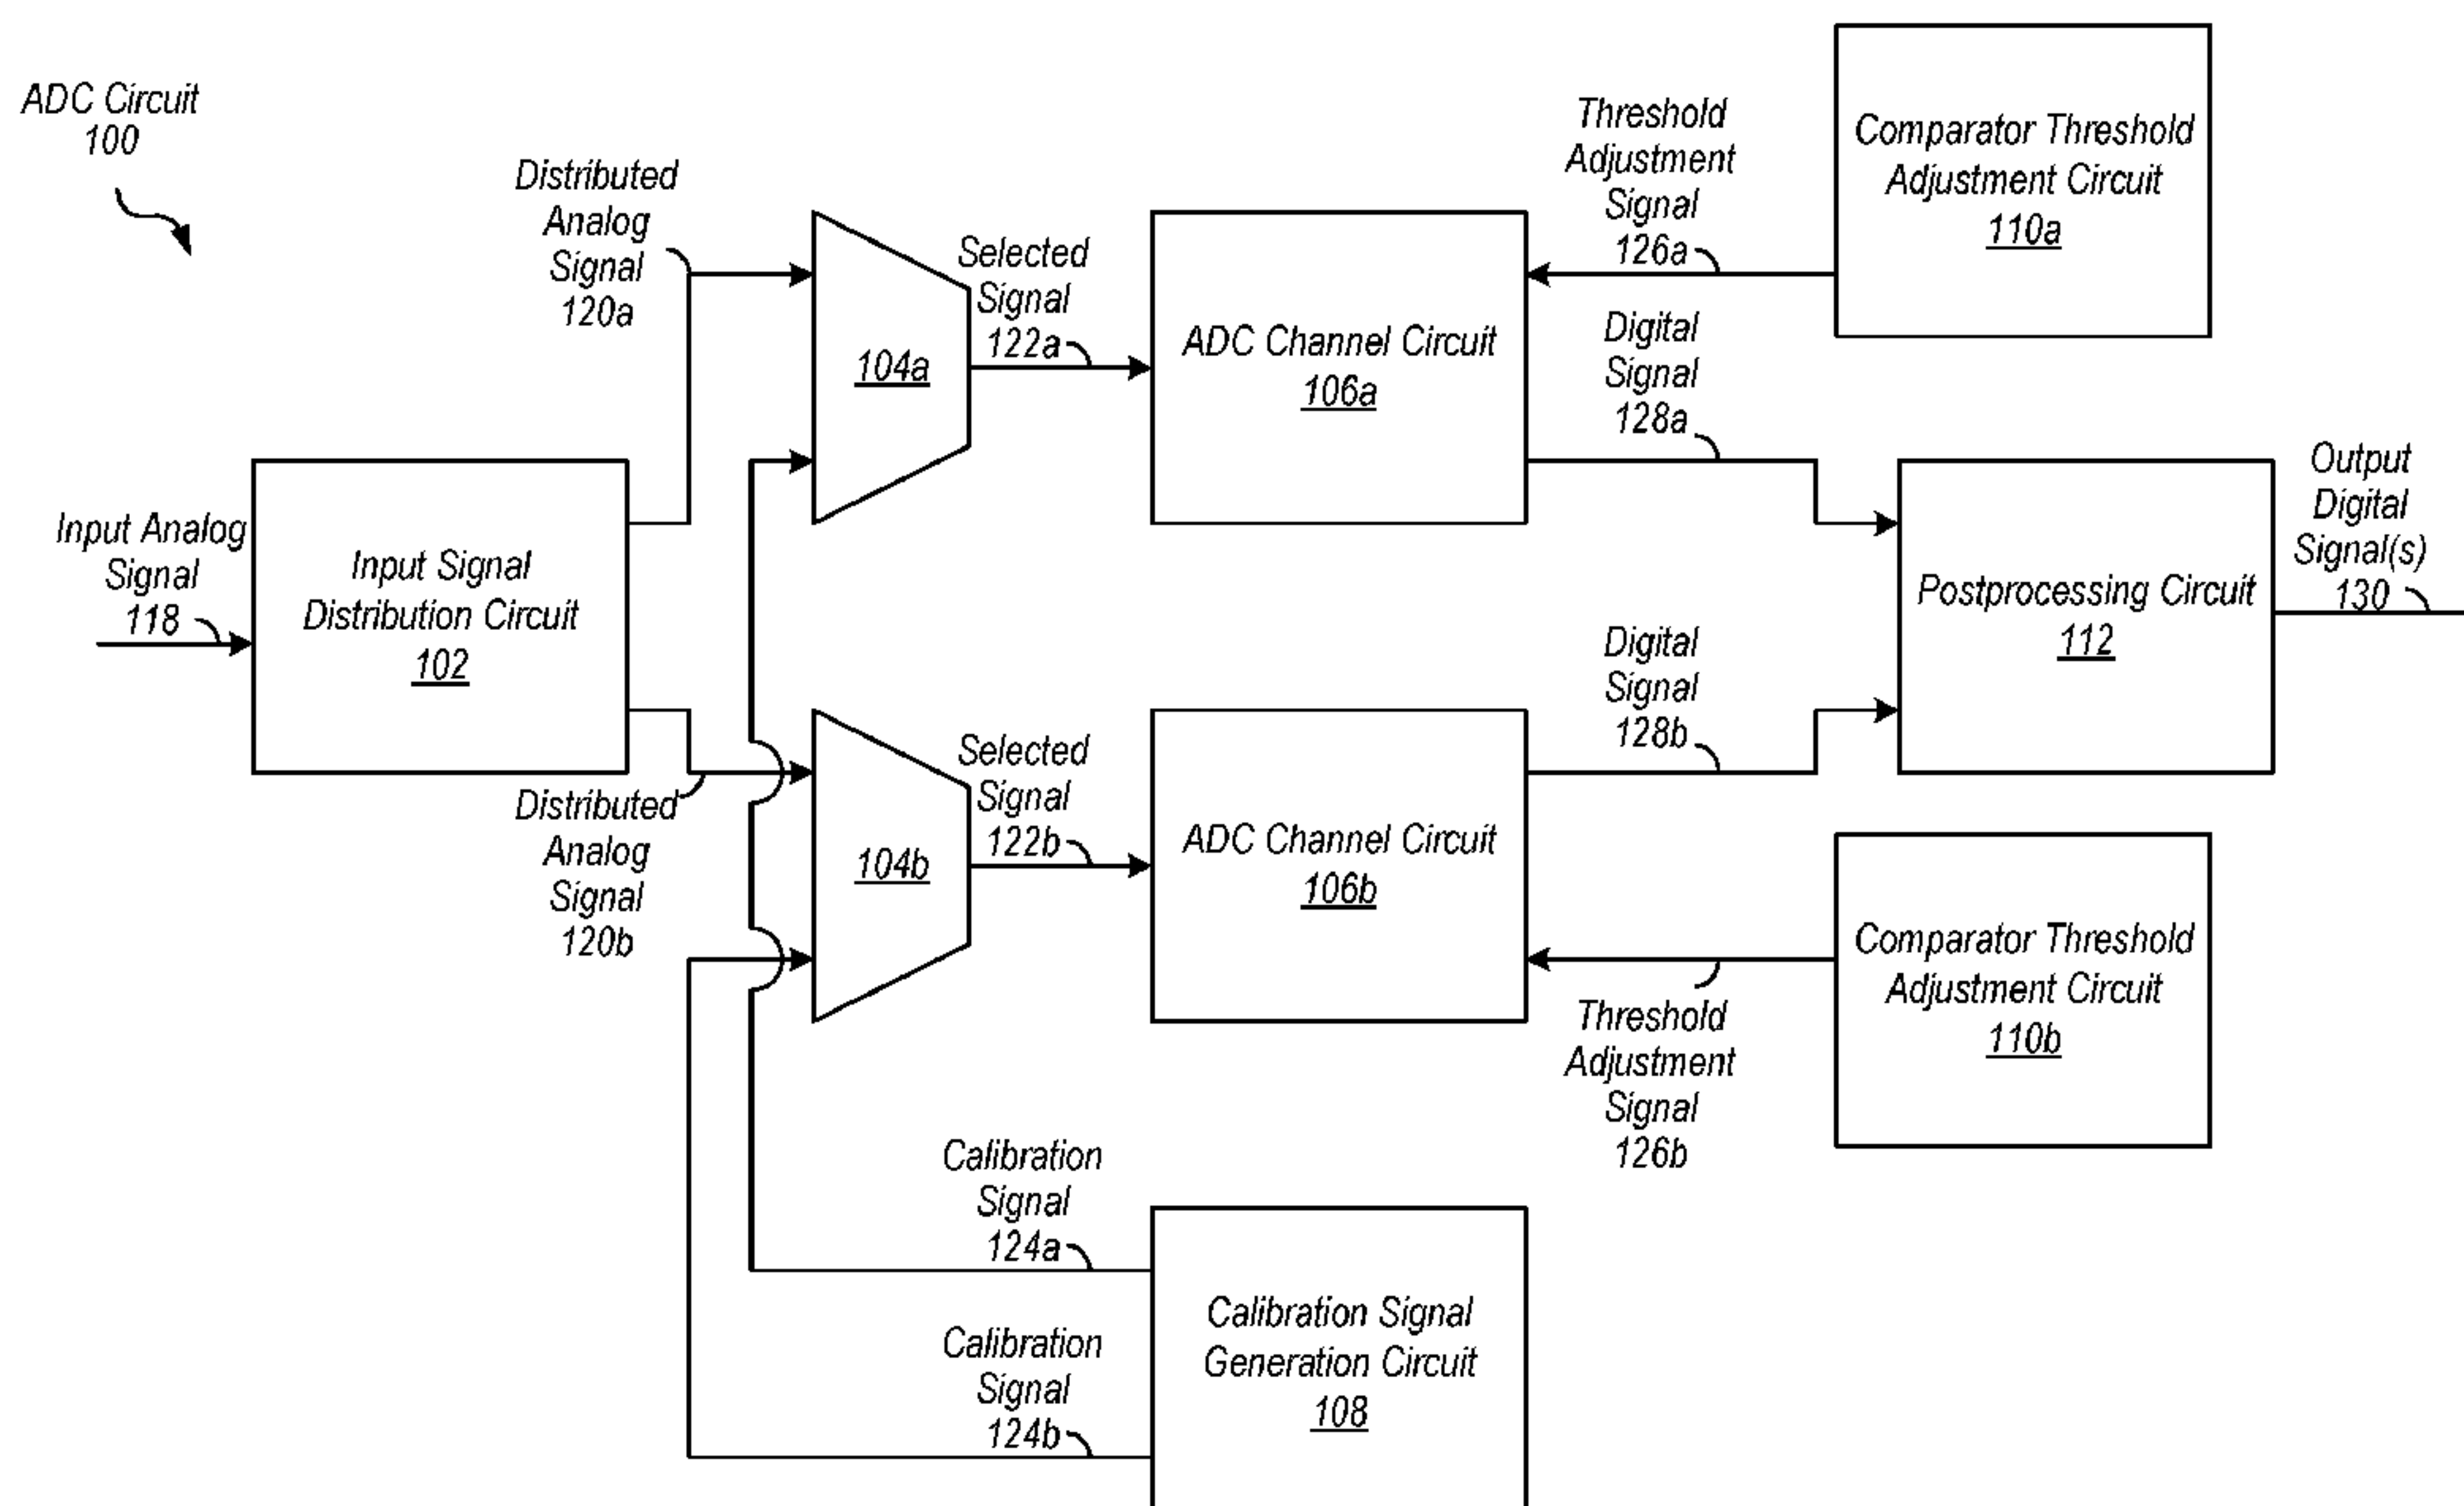 ADC Circuit
100
Distributed
Analog
Signal
120a
Selected
Signal
122a
104a
ADC Channel Circuit
106a
Threshold
Adjustment
Signal
126a
Comparator Threshold
Adjustment Circuit
110a
Digital
Signal
128a
Input Analog
Signal
118
Input Signal
Distribution Circuit
102
Postprocessing Circuit
112
Output
Digital
Signal(s)
130
Distributed
Analog
Signal
120b
Selected
Signal
122b
104b
ADC Channel Circuit
106b
Digital
Signal
128b
Threshold
Adjustment
Signal
126b
Comparator Threshold
Adjustment Circuit
110b
Calibration
Signal
124a
Calibration
Signal
124b
Calibration Signal
Generation Circuit
108